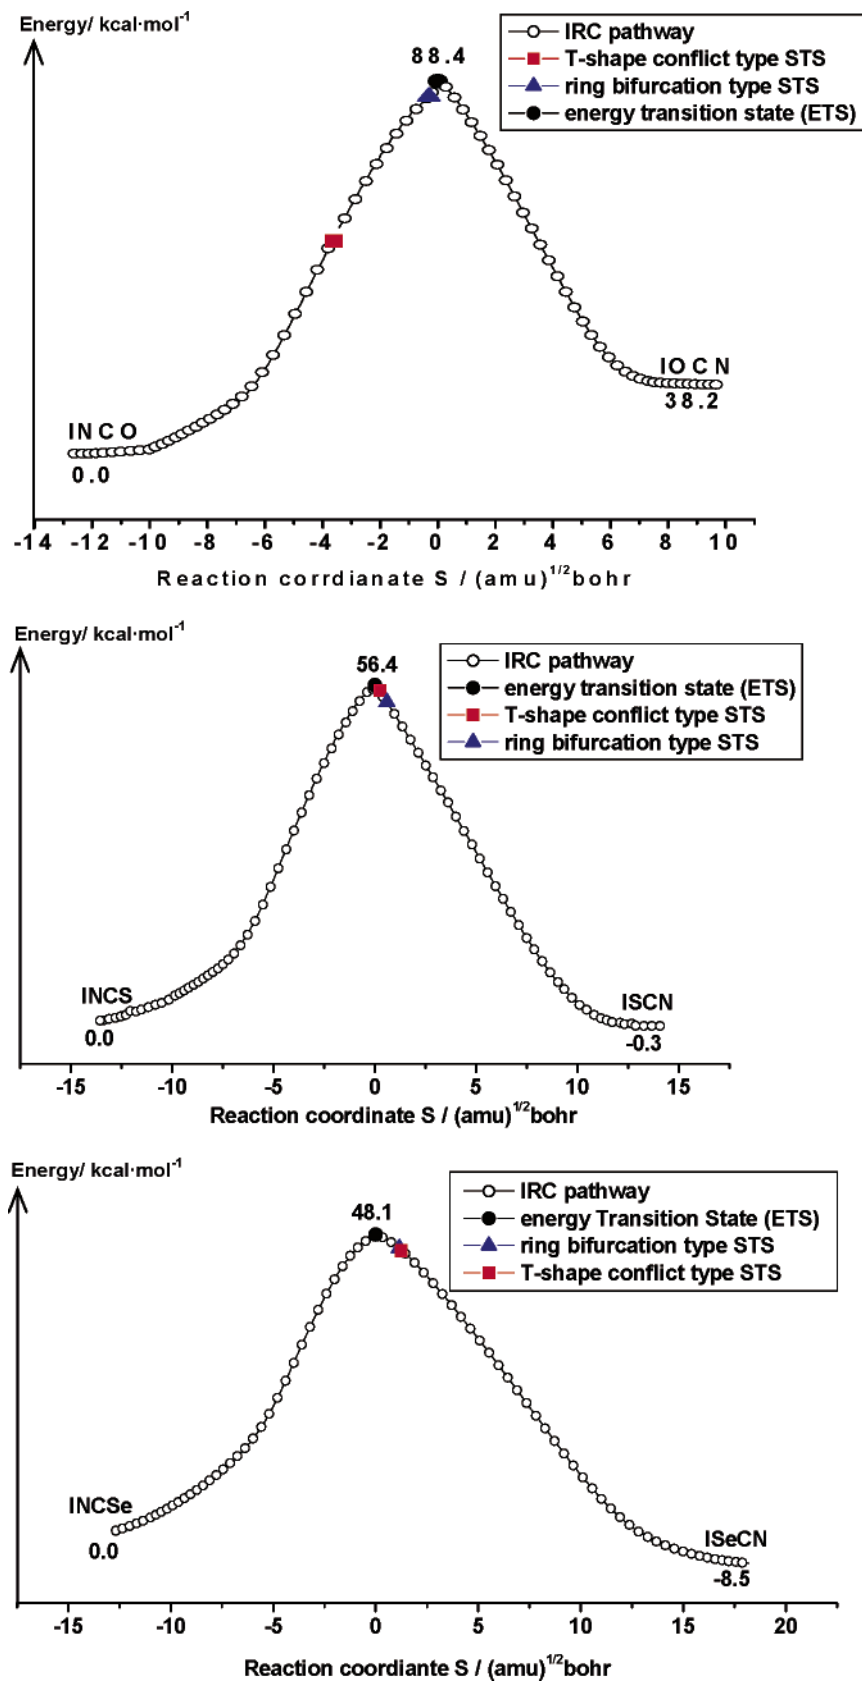 Energy/ kcal·mol⁻¹
88.4
IRC pathway
T-shape conflict type STS
ring bifurcation type STS
energy transition state (ETS)
INCO
0.0
IOCN
38.2
-14 -12 -10 -8 -6 -4 -2 0 2 4 6 8 10
Reaction corrdianate S / (amu)^1/2 bohr
Energy/ kcal·mol⁻¹
56.4
IRC pathway
energy transition state (ETS)
T-shape conflict type STS
ring bifurcation type STS
INCS
0.0
ISCN
-0.3
-15 -10 -5 0 5 10 15
Reaction coordinate S / (amu)^1/2 bohr
Energy/ kcal·mol⁻¹
48.1
IRC pathway
energy Transition State (ETS)
ring bifurcation type STS
T-shape conflict type STS
INCSe
0.0
ISeCN
-8.5
-15 -10 -5 0 5 10 15 20
Reaction coordiante S / (amu)^1/2 bohr